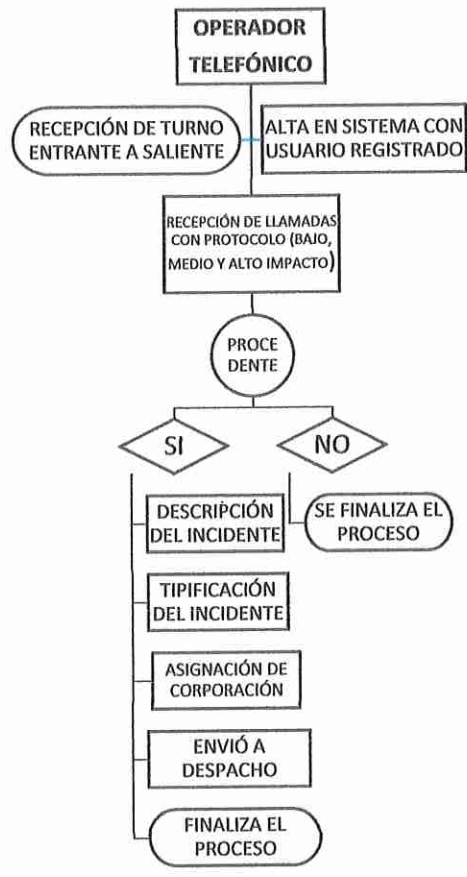 OPERADOR
TELEFÓNICO
RECEPCIÓN DE TURNO
ENTRANTE A SALIENTE
ALTA EN SISTEMA CON
USUARIO REGISTRADO
RECEPCIÓN DE LLAMADAS
CON PROTOCOLO (BAJO,
MEDIO Y ALTO IMPACTO)
PROCE
DENTE
SI
NO
DESCRIPCIÓN
DEL INCIDENTE
SE FINALIZA EL
PROCESO
TIPIFICACIÓN
DEL INCIDENTE
ASIGNACIÓN DE
CORPORACIÓN
ENVIÓ A
DESPACHO
FINALIZA EL
PROCESO